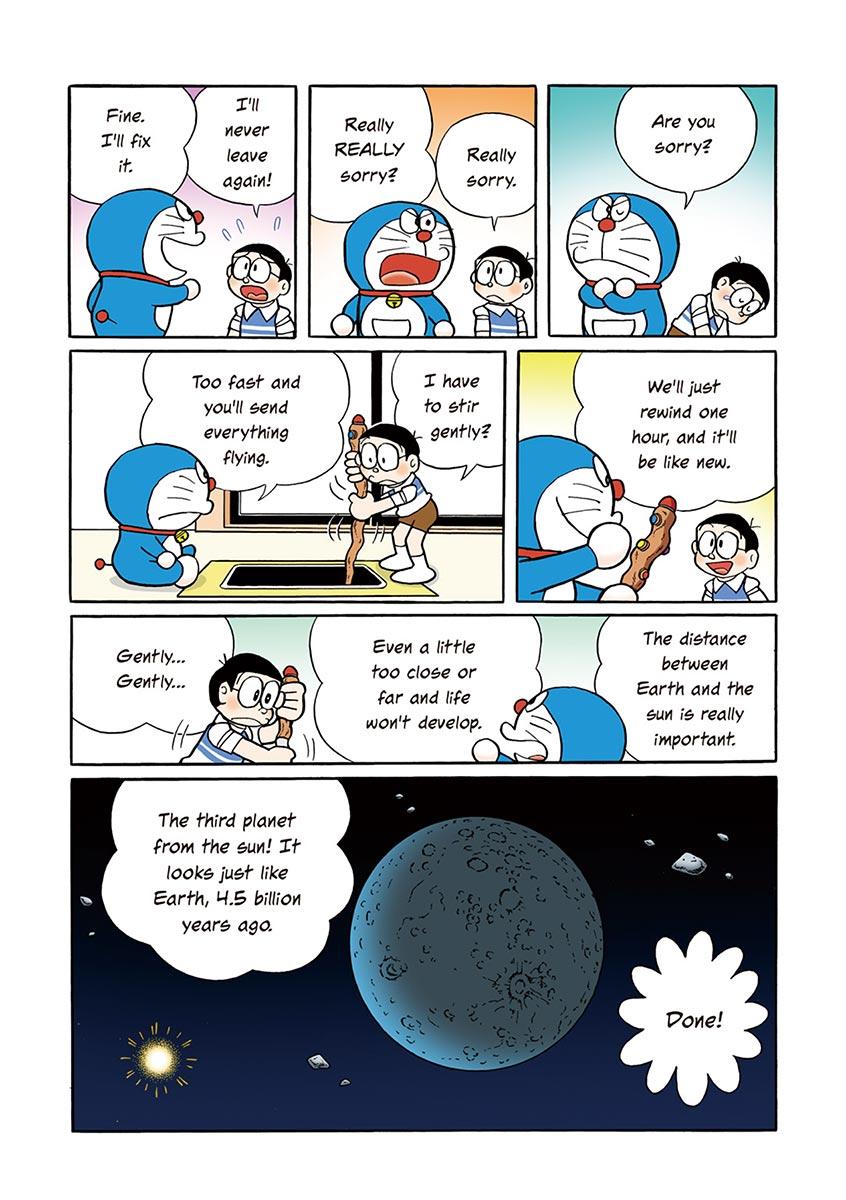 Are you
sorry?
Really
REALLY
sorry?
Really
sorry.
I'll
never
leave
again!
Fine.
I'll fix
it.
We'll just
rewind one
hour, and it'll
be like new.
I have
to stir
gently?
Too fast and
you'll send
everything
flying.
The distance
between
Earth and the
sun is really
important.
Even a little
too close or
far and life
won't develop.
Gently...
Gently...
Done!
The third planet
from the sun! It
looks just like
Earth, 4.5 billion
years ago.